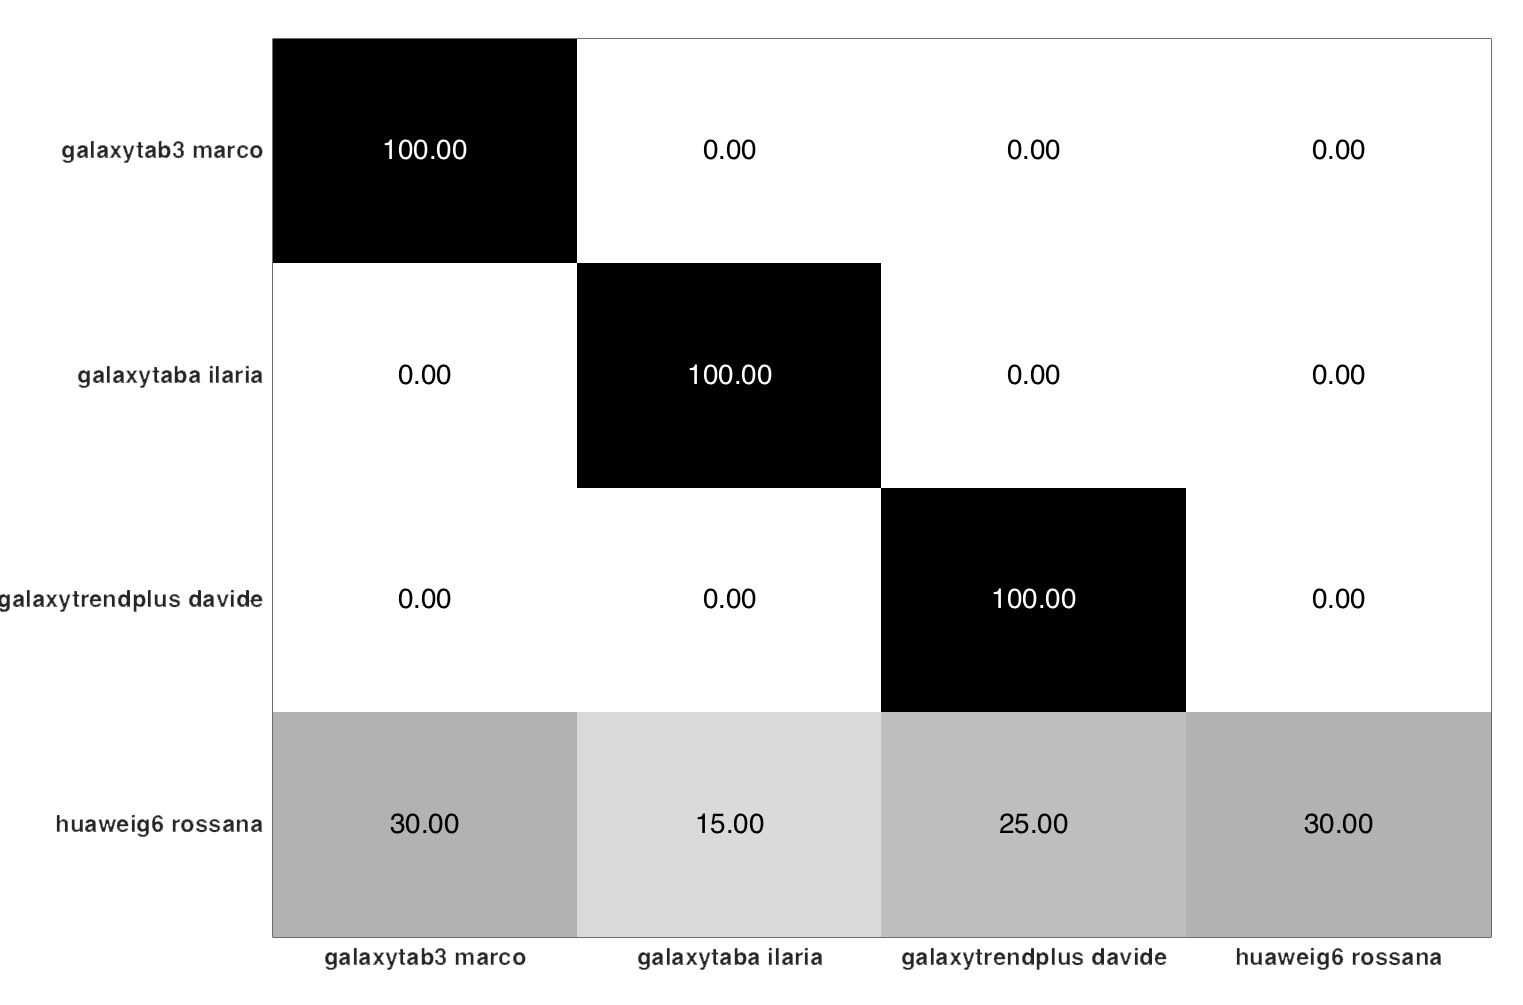 galaxytab3 marco 100.00 0.00 0.00 0.00
galaxytaba ilaria 0.00 100.00 0.00 0.00
galaxytrendplus davide 0.00 0.00 100.00 0.00
huaweig6 rossana 30.00 15.00 25.00 30.00
galaxytab3 marco galaxytaba ilaria galaxytrendplus davide huaweig6 rossana